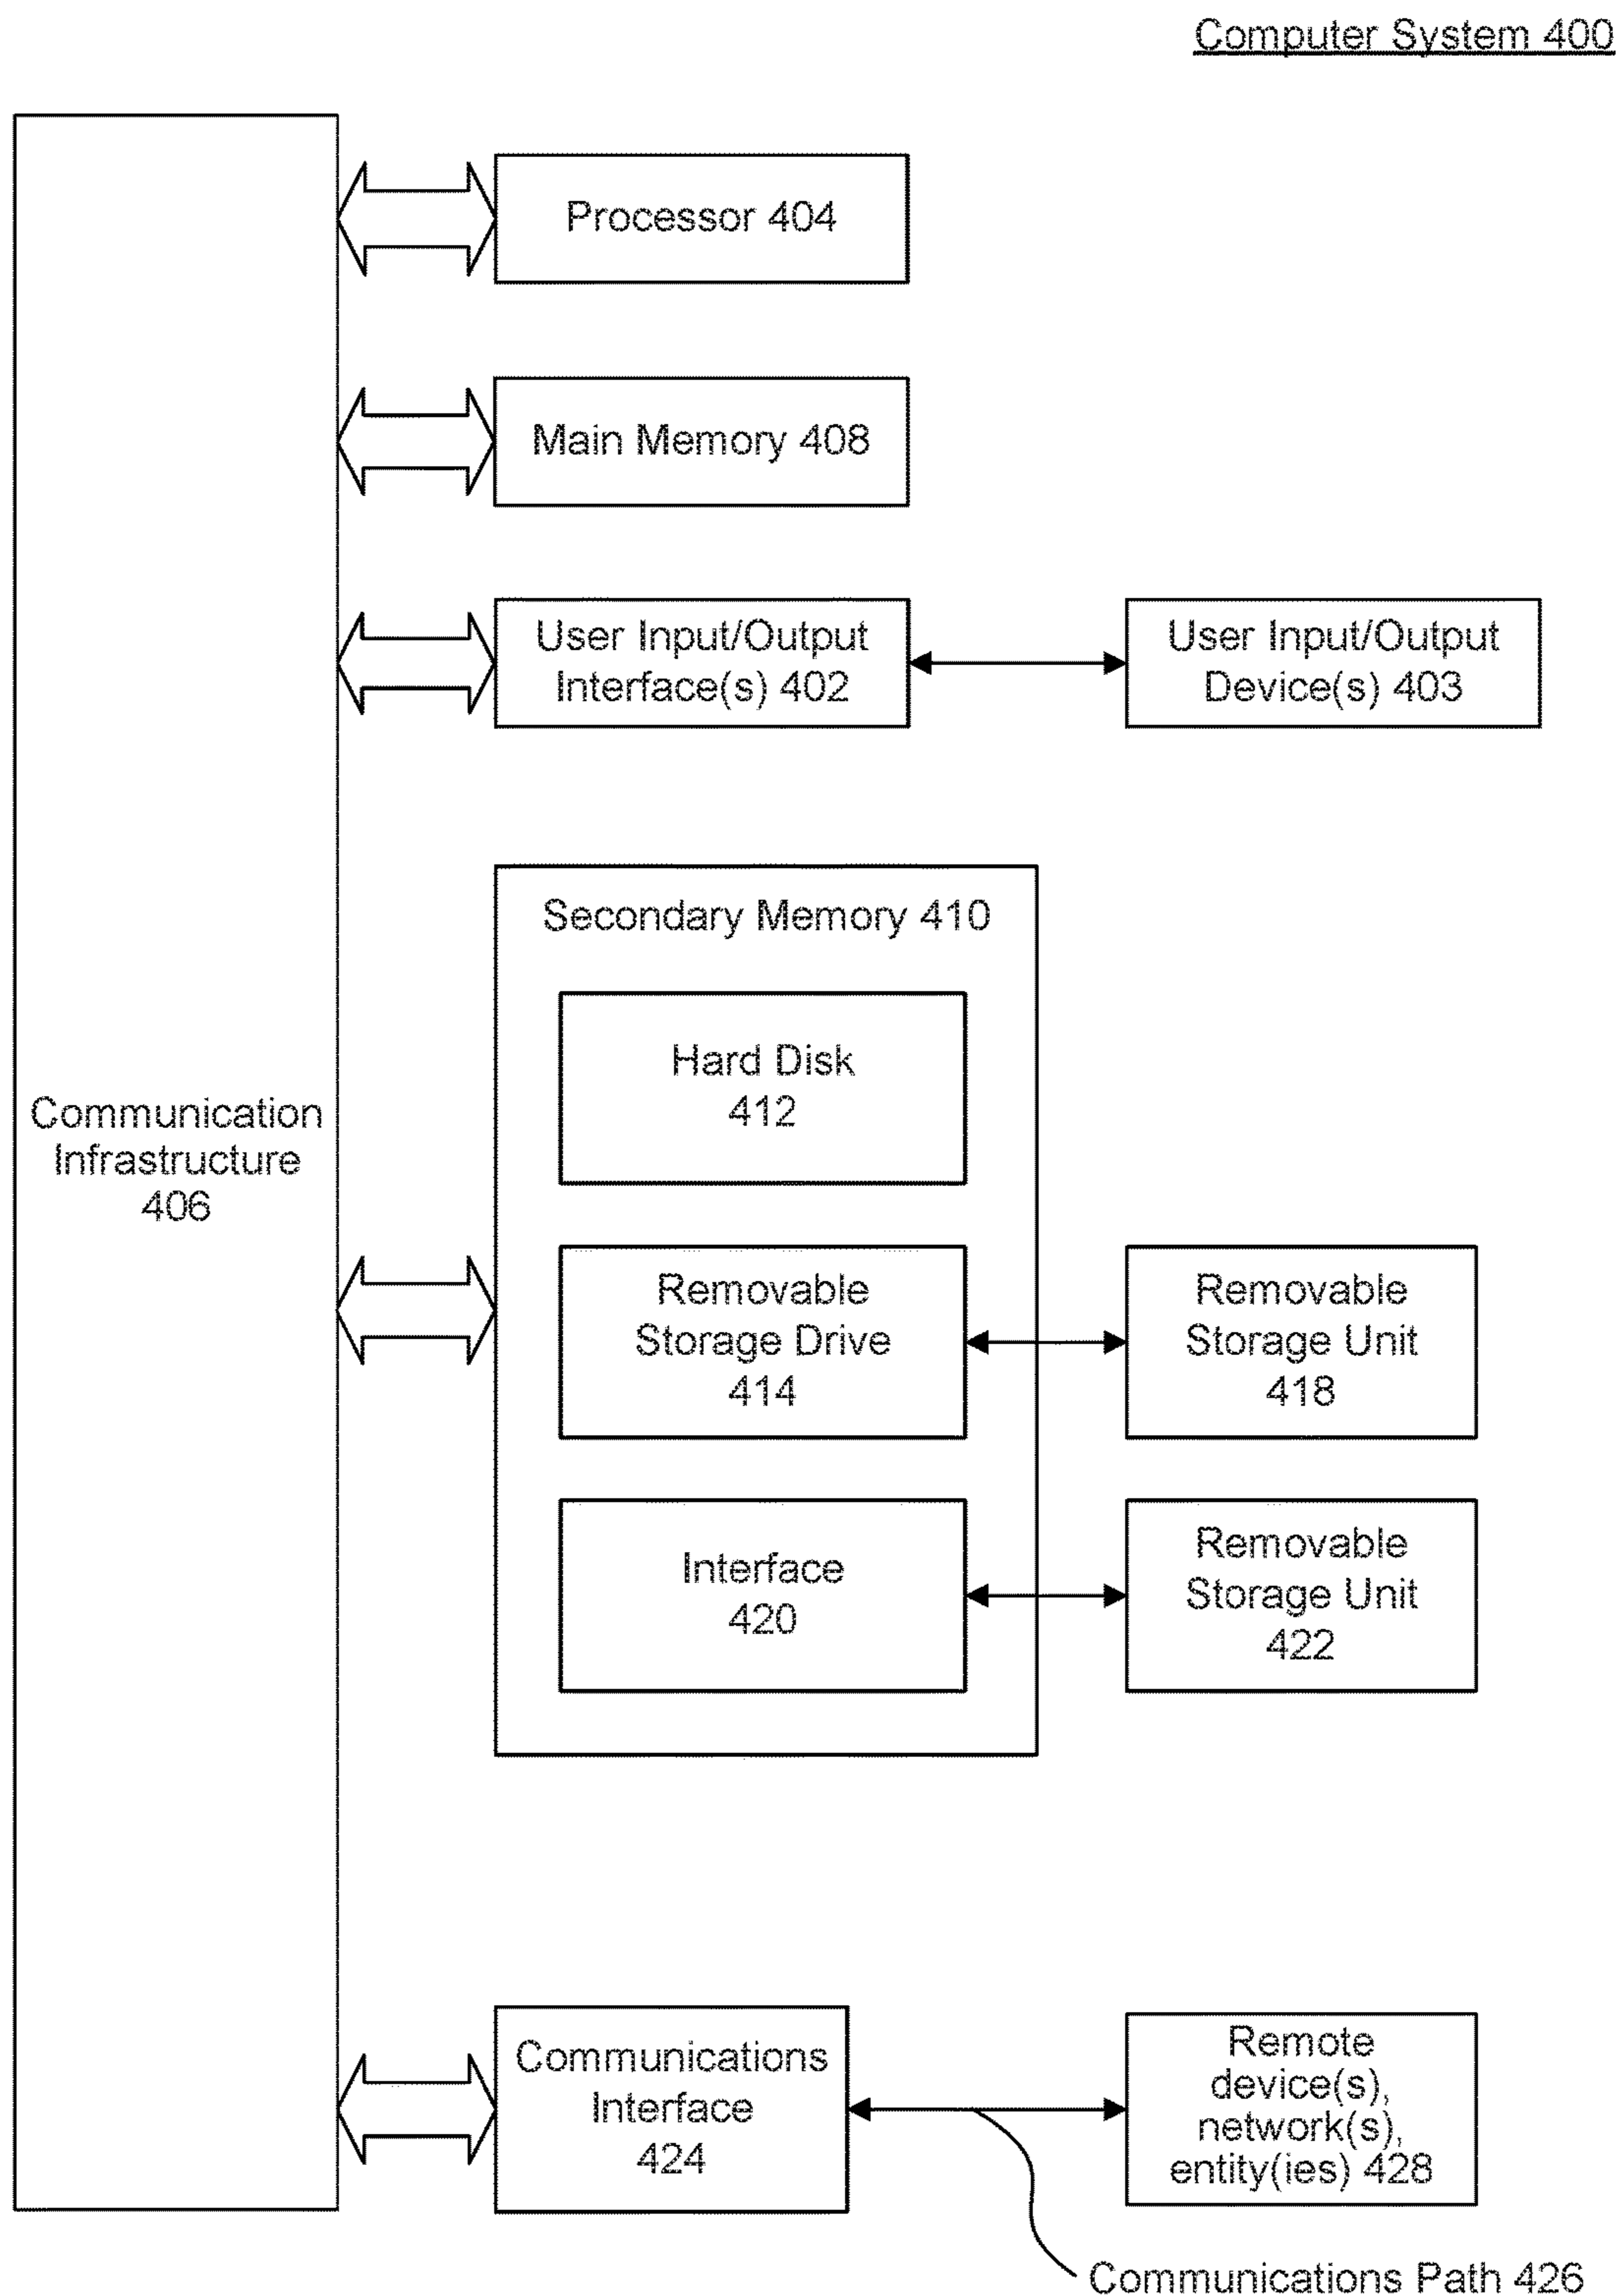 Computer System 400
Processor 404
Main Memory 408
User Input/Output
Interface(s) 402
User Input/Output
Device(s) 403
Secondary Memory 410
Hard Disk
412
Communication
Infrastructure
406
Removable
Storage Drive
414
Removable
Storage Unit
418
Interface
420
Removable
Storage Unit
422
Communications
Interface
424
Remote
device(s),
network(s),
entity(ies) 428
Communications Path 426